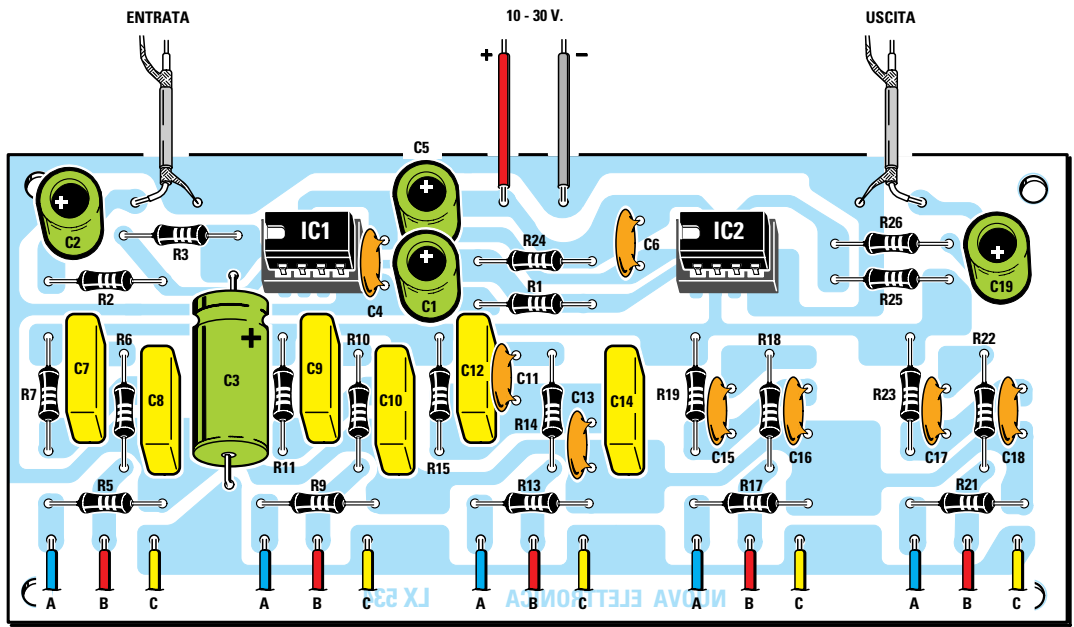 ENTRATA
10 - 30 V.
USCITA
+
−
C5
+
C2
R3
IC1
+
C1
C4
R24
R1
C6
IC2
R26
R25
+
C19
R2
R7
C7
R6
C8
C3
+
R11
C9
R10
C10
R15
C12
C11
R14
C13
C14
R19
C15
R18
C16
R23
C17
R22
C18
R5
R9
R13
R17
R21
A B C
A B C
A B C
A B C
A B C
NUOVA ELETTRONICA LX 534